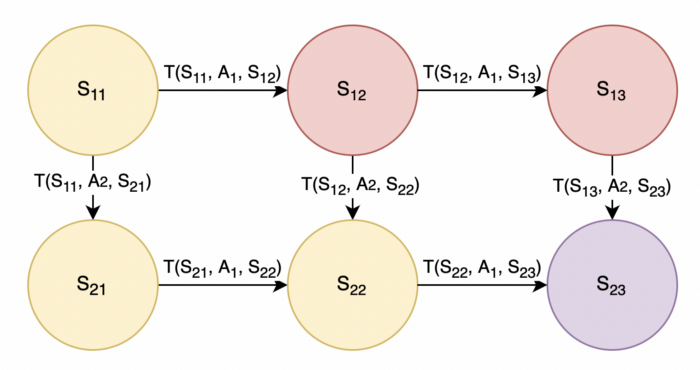 T(S₁₁, A₁, S₁₂) T(S₁₂, A₁, S₁₃)
S₁₁ S₁₂ S₁₃
T(S₁₁, A2, S₂₁) T(S₁₂, A2, S₂₂) T(S₁₃, A2, S₂₃)
T(S₂₁, A₁, S₂₂) T(S₂₂, A₁, S₂₃)
S₂₁ S₂₂ S₂₃